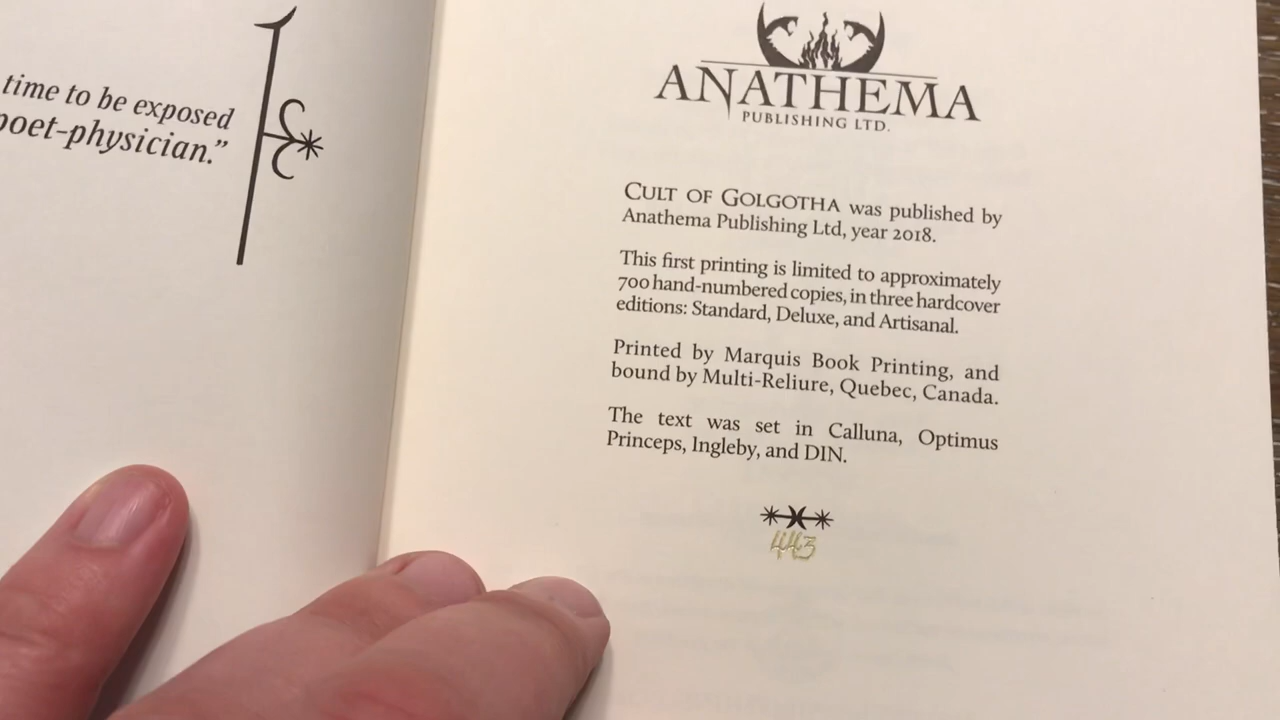 time to be exposed
poet-physician.”
ANATHEMA
PUBLISHING LTD.
CULT OF GOLGOTHA was published by
Anathema Publishing Ltd, year 2018.
This first printing is limited to approximately
700 hand-numbered copies, in three hardcover
editions: Standard, Deluxe, and Artisanal.
Printed by Marquis Book Printing, and
bound by Multi-Reliure, Quebec, Canada.
The text was set in Calluna, Optimus
Princeps, Ingleby, and DIN.
443